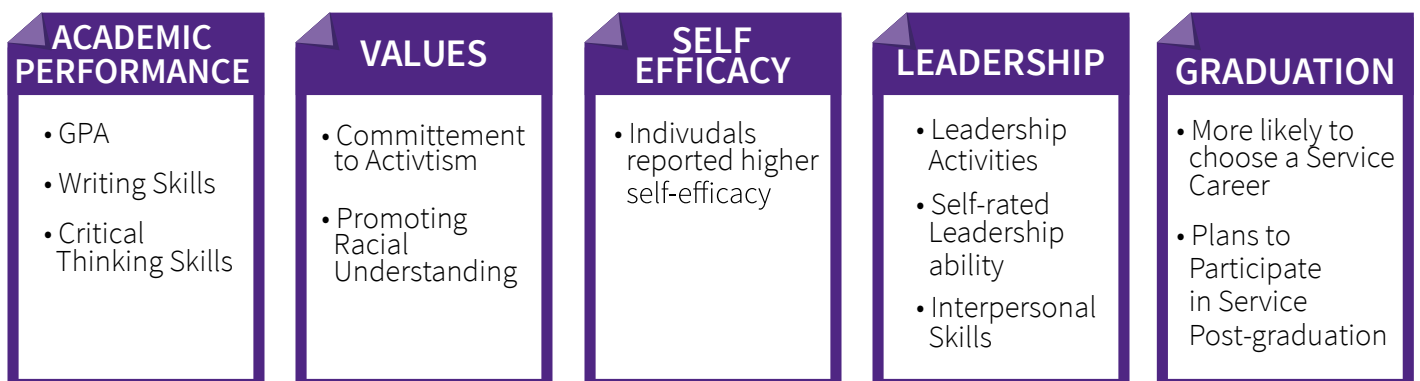 ACADEMIC
PERFORMANCE
• GPA
• Writing Skills
• Critical
Thinking Skills
VALUES
• Committement
to Activtism
• Promoting
Racial
Understanding
SELF
EFFICACY
• Indivudals
reported higher
self-efficacy
LEADERSHIP
• Leadership
Activities
• Self-rated
Leadership
ability
• Interpersonal
Skills
GRADUATION
• More likely to
choose a Service
Career
• Plans to
Participate
in Service
Post-graduation